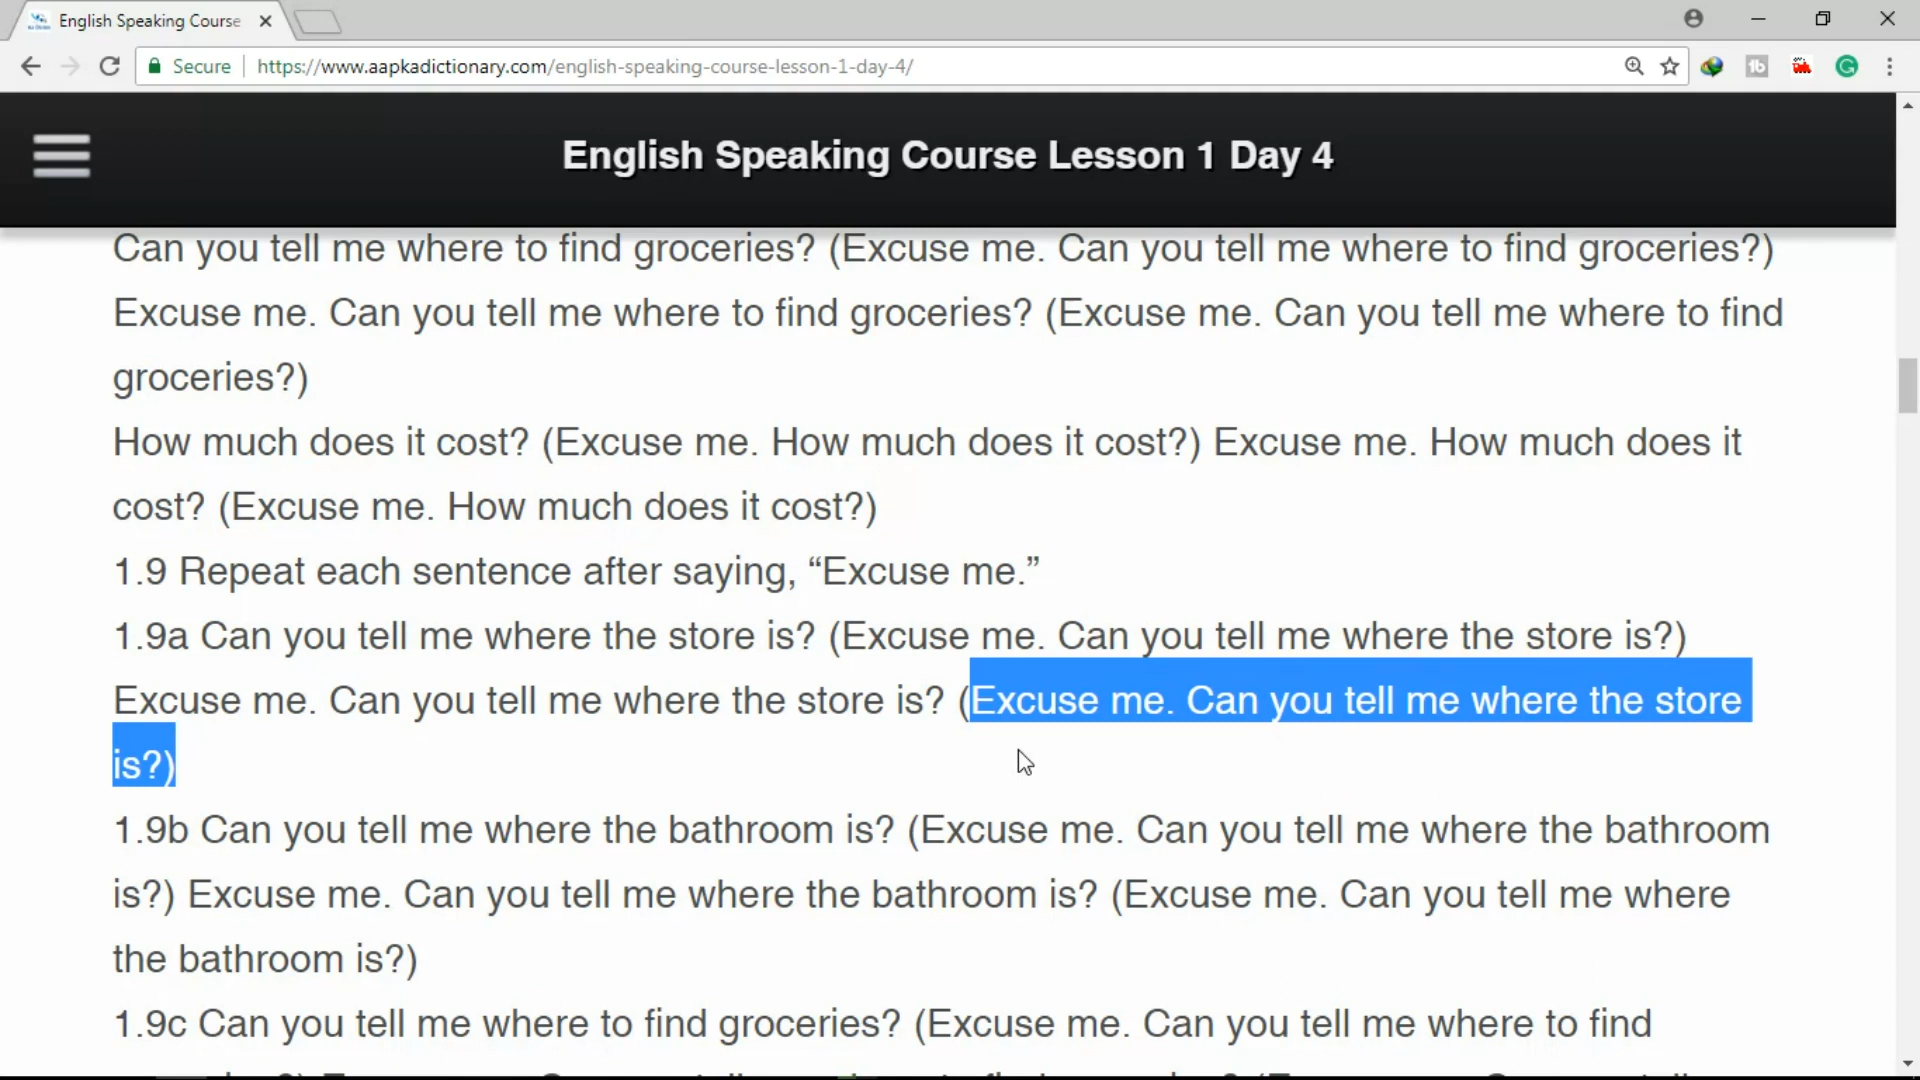 English Speaking Course
Secure
https://www.aapkadictionary.com/english-speaking-course-lesson-1-day-4/
English Speaking Course Lesson 1 Day 4
Can you tell me where to find groceries? (Excuse me. Can you tell me where to find groceries?)
Excuse me. Can you tell me where to find groceries? (Excuse me. Can you tell me where to find
groceries?)
How much does it cost? (Excuse me. How much does it cost?) Excuse me. How much does it
cost? (Excuse me. How much does it cost?)
1.9 Repeat each sentence after saying, “Excuse me.”
1.9a Can you tell me where the store is? (Excuse me. Can you tell me where the store is?)
Excuse me. Can you tell me where the store is? (Excuse me. Can you tell me where the store
is?)
1.9b Can you tell me where the bathroom is? (Excuse me. Can you tell me where the bathroom
is?) Excuse me. Can you tell me where the bathroom is? (Excuse me. Can you tell me where
the bathroom is?)
1.9c Can you tell me where to find groceries? (Excuse me. Can you tell me where to find